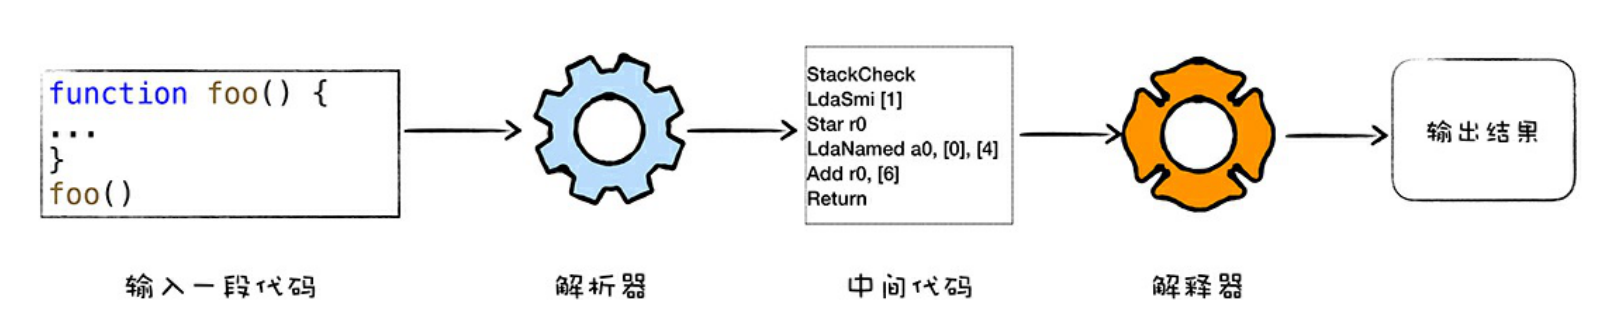 function foo() {
...
}
foo()
StackCheck
LdaSmi [1]
Star r0
LdaNamed a0, [0], [4]
Add r0, [6]
Return
输出结果
输入一段代码
解析器
中间代码
解释器